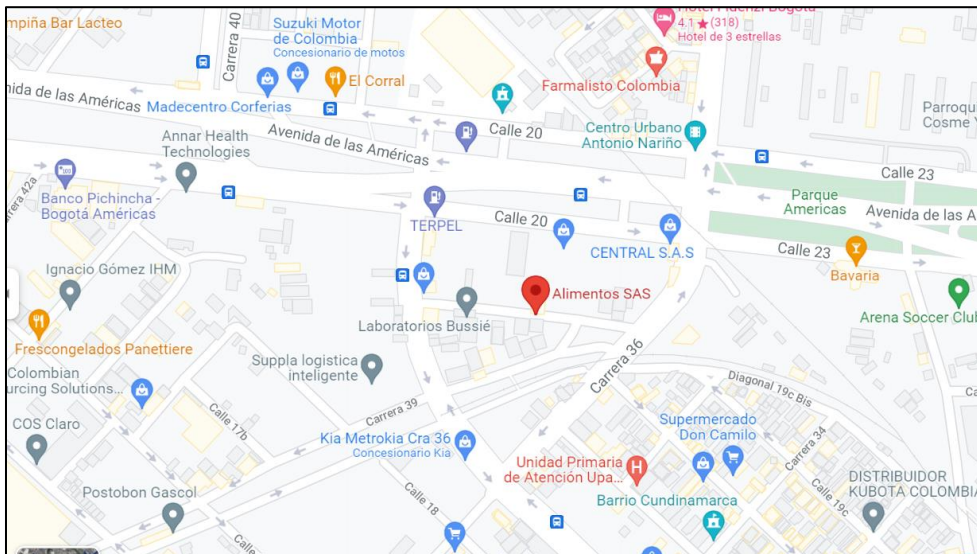 mpiña Bar Lacteo
Carrera 40
Suzuki Motor
de Colombia
Concesionario de motos
El Corral
Madecentro Corferias
4.1 ★ (318)
Hotel de 3 estrellas
Farmalisto Colombia
Parroqu
Cosme Y
nida de las Américas
Avenida de las Américas
Annar Health
Technologies
Calle 20
Centro Urbano
Antonio Nariño
Calle 23
Carrera 42a
Banco Pichincha -
Bogotá Américas
TERPEL
Calle 20
Parque
Americas
Avenida de las A
CENTRAL S.A.S
Calle 23
Bavaria
Ignacio Gómez IHM
Alimentos SAS
Arena Soccer Club
Laboratorios Bussié
Frescongelados Panettiere
Suppla logistica
inteligente
Carrera 36
Colombian
urcing Solutions...
Diagonal 19c Bis
Calle 17b
Carrera 39
COS Claro
Kia Metrokia Cra 36
Concesionario Kia
Supermercado
Don Camilo
Carrera 34
Unidad Primaria
de Atención Upa...
Postobon Gascol
Calle 18
Barrio Cundinamarca
Calle 19c
DISTRIBUIDOR
KUBOTA COLOMBIA